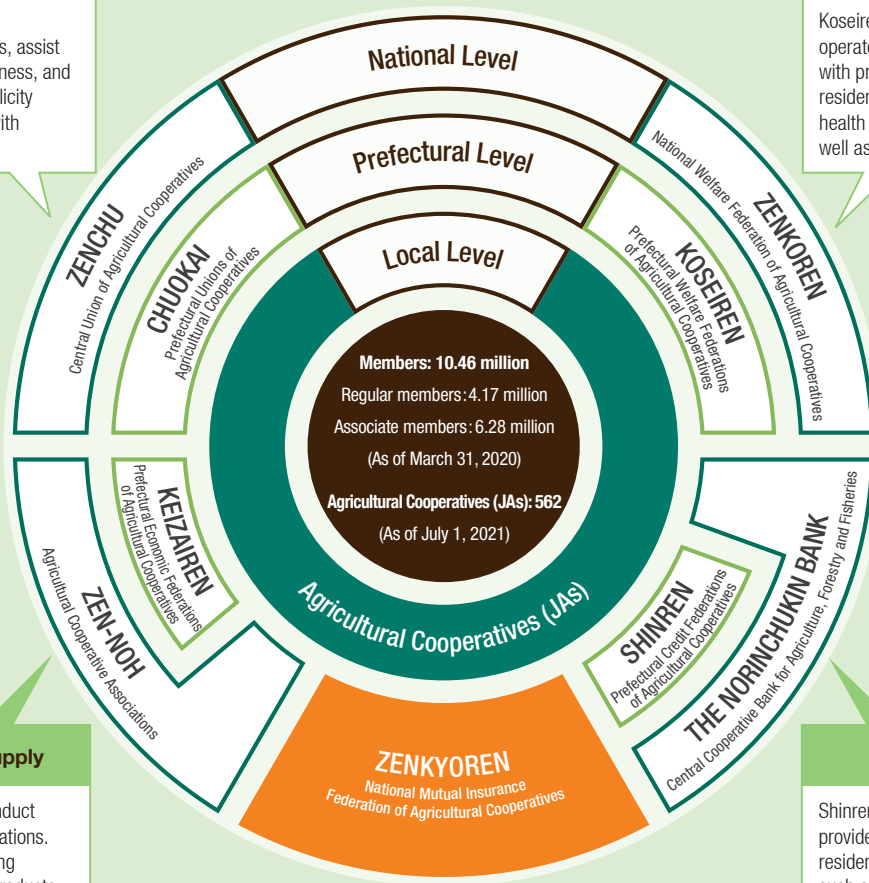 s, assist
ness, and
licity
with
Koseire
operate
with pr
residen
health
well as
National Level
Prefectural Level
Local Level
ZENCHU
Central Union of Agricultural Cooperatives
CHUOKAI
Prefectural Unions of
Agricultural Cooperatives
ZENKOREN
National Welfare Federation of Agricultural Cooperatives
KOSEIREN
Prefectural Welfare Federations
of Agricultural Cooperatives
Members: 10.46 million
Regular members: 4.17 million
Associate members: 6.28 million
(As of March 31, 2020)
Agricultural Cooperatives (JAs): 562
(As of July 1, 2021)
Agricultural Cooperatives (JAs)
KEIZAIREN
Prefectural Economic Federations
of Agricultural Cooperatives
ZEN-NOH
Agricultural Cooperative Associations
SHINREN
Prefectural Credit Federations
of Agricultural Cooperatives
THE NORINCHUKIN BANK
Central Cooperative Bank for Agriculture, Forestry and Fisheries
ZENKYOREN
National Mutual Insurance
Federation of Agricultural Cooperatives
upply
nduct
ations.
ng
Shinren
provide
residen